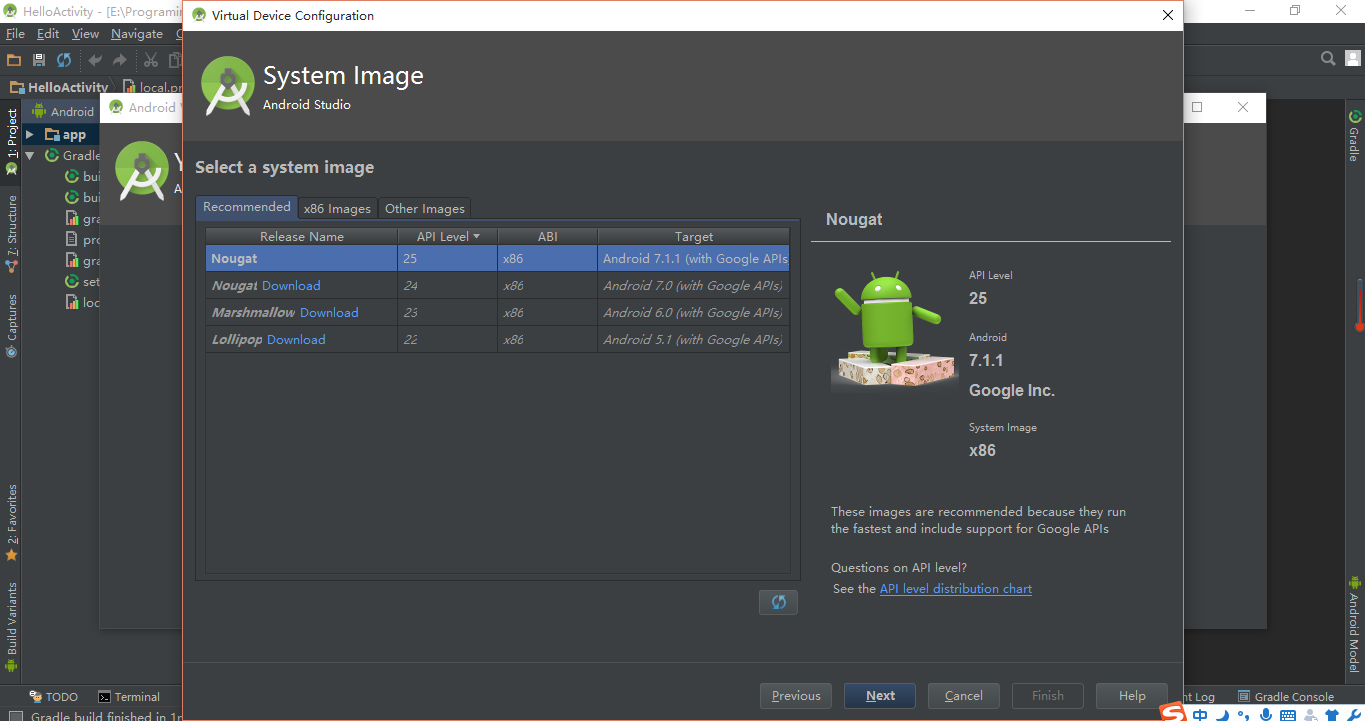 HelloActivity - [E:\Programin
Virtual Device Configuration
File Edit View Navigate
System Image
Android Studio
HelloActivity
local.pr
Android
Android
app
Gradle
bui
bui
gra
pro
gra
set
loc
1: Project
7: Structure
Captures
2: Favorites
Build Variants
Select a system image
Recommended x86 Images Other Images
Release Name API Level ABI Target
Nougat 25 x86 Android 7.1.1 (with Google APIs
Nougat Download 24 x86 Android 7.0 (with Google APIs)
Marshmallow Download 23 x86 Android 6.0 (with Google APIs)
Lollipop Download 22 x86 Android 5.1 (with Google APIs)
Nougat
API Level
25
Android
7.1.1
Google Inc.
System Image
x86
These images are recommended because they run
the fastest and include support for Google APIs
Questions on API level?
See the API level distribution chart
Previous Next Cancel Finish Help
Gradle
Android Model
TODO Terminal
nt Log Gradle Console
Gradle build finished in 1m
S 中